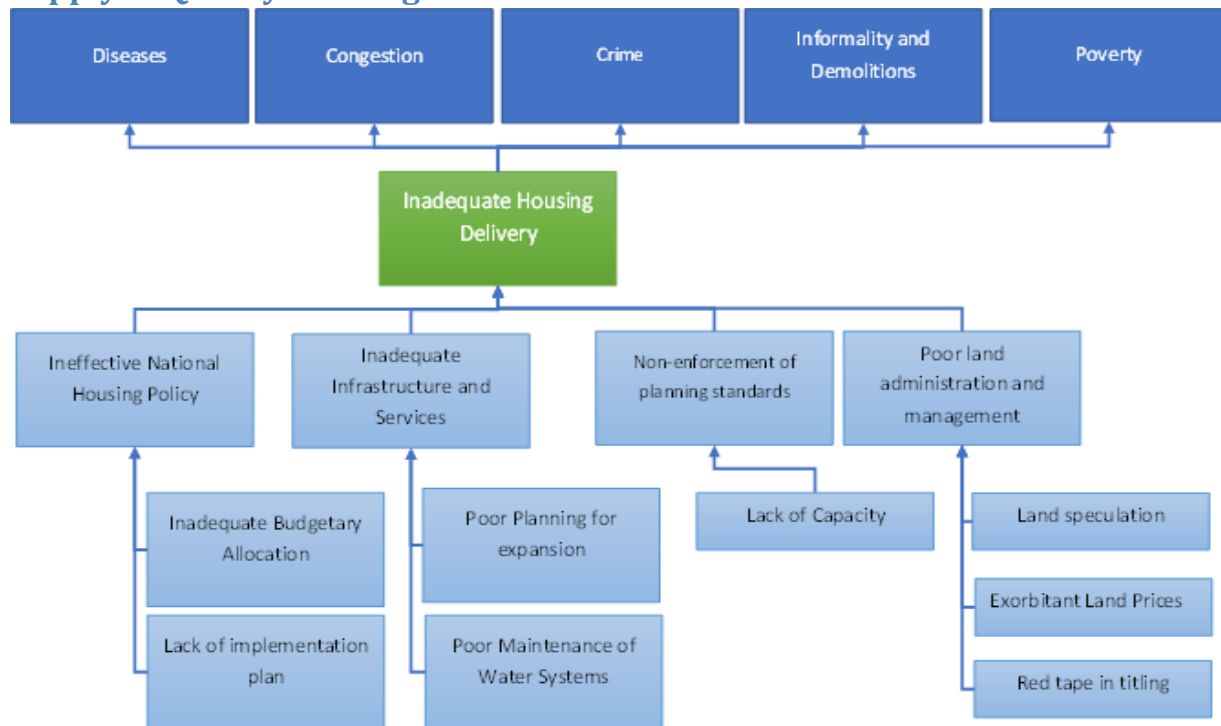 Diseases
Congestion
Crime
Informality and
Demolitions
Poverty
Inadequate Housing
Delivery
Ineffective National
Housing Policy
Inadequate
Infrastructure and
Services
Non-enforcement of
planning standards
Poor land
administration and
management
Inadequate Budgetary
Allocation
Poor Planning for
expansion
Lack of Capacity
Land speculation
Exorbitant Land Prices
Lack of implementation
plan
Poor Maintenance of
Water Systems
Red tape in titling